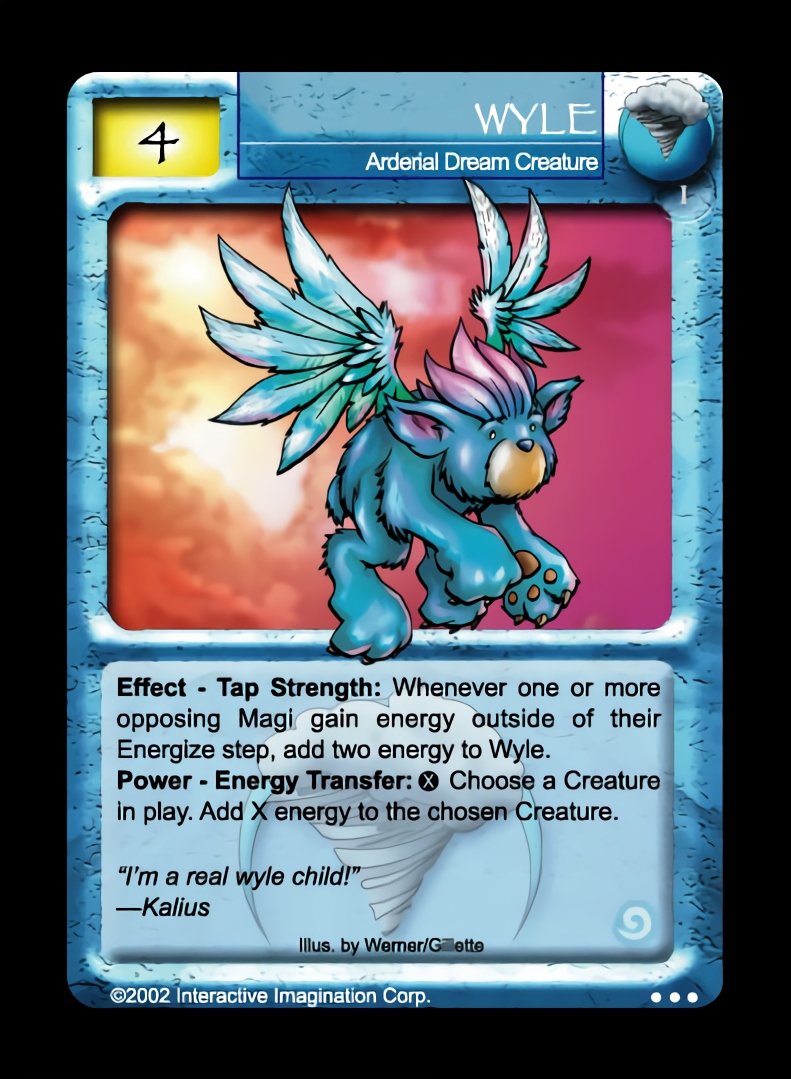 4
WYLE
Arderial Dream Creature
I
Effect - Tap Strength: Whenever one or more
opposing Magi gain energy outside of their
Energize step, add two energy to Wyle.
Power - Energy Transfer: X Choose a Creature
in play. Add X energy to the chosen Creature.
“I’m a real wyle child!”
—Kalius
Illus. by
©2002 Interactive Imagination Corp.